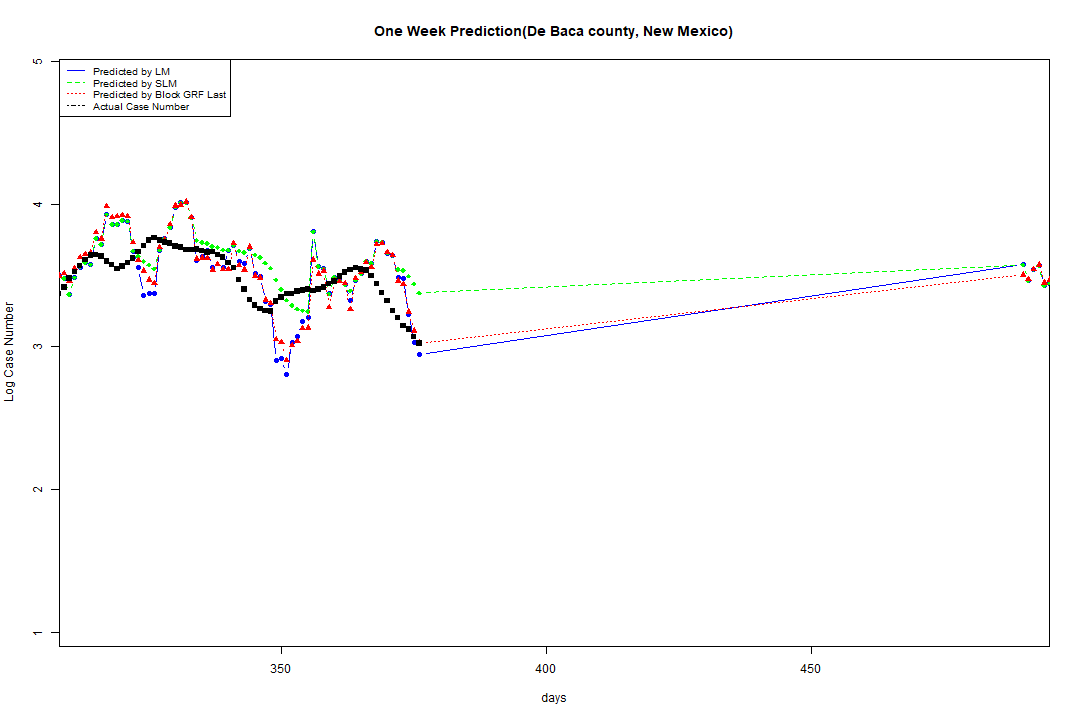 One Week Prediction(De Baca county, New Mexico)
Predicted by LM
Predicted by SLM
Predicted by Block GRF Last
Actual Case Number
5
4
3
2
1
Log Case Number
350
400
450
days